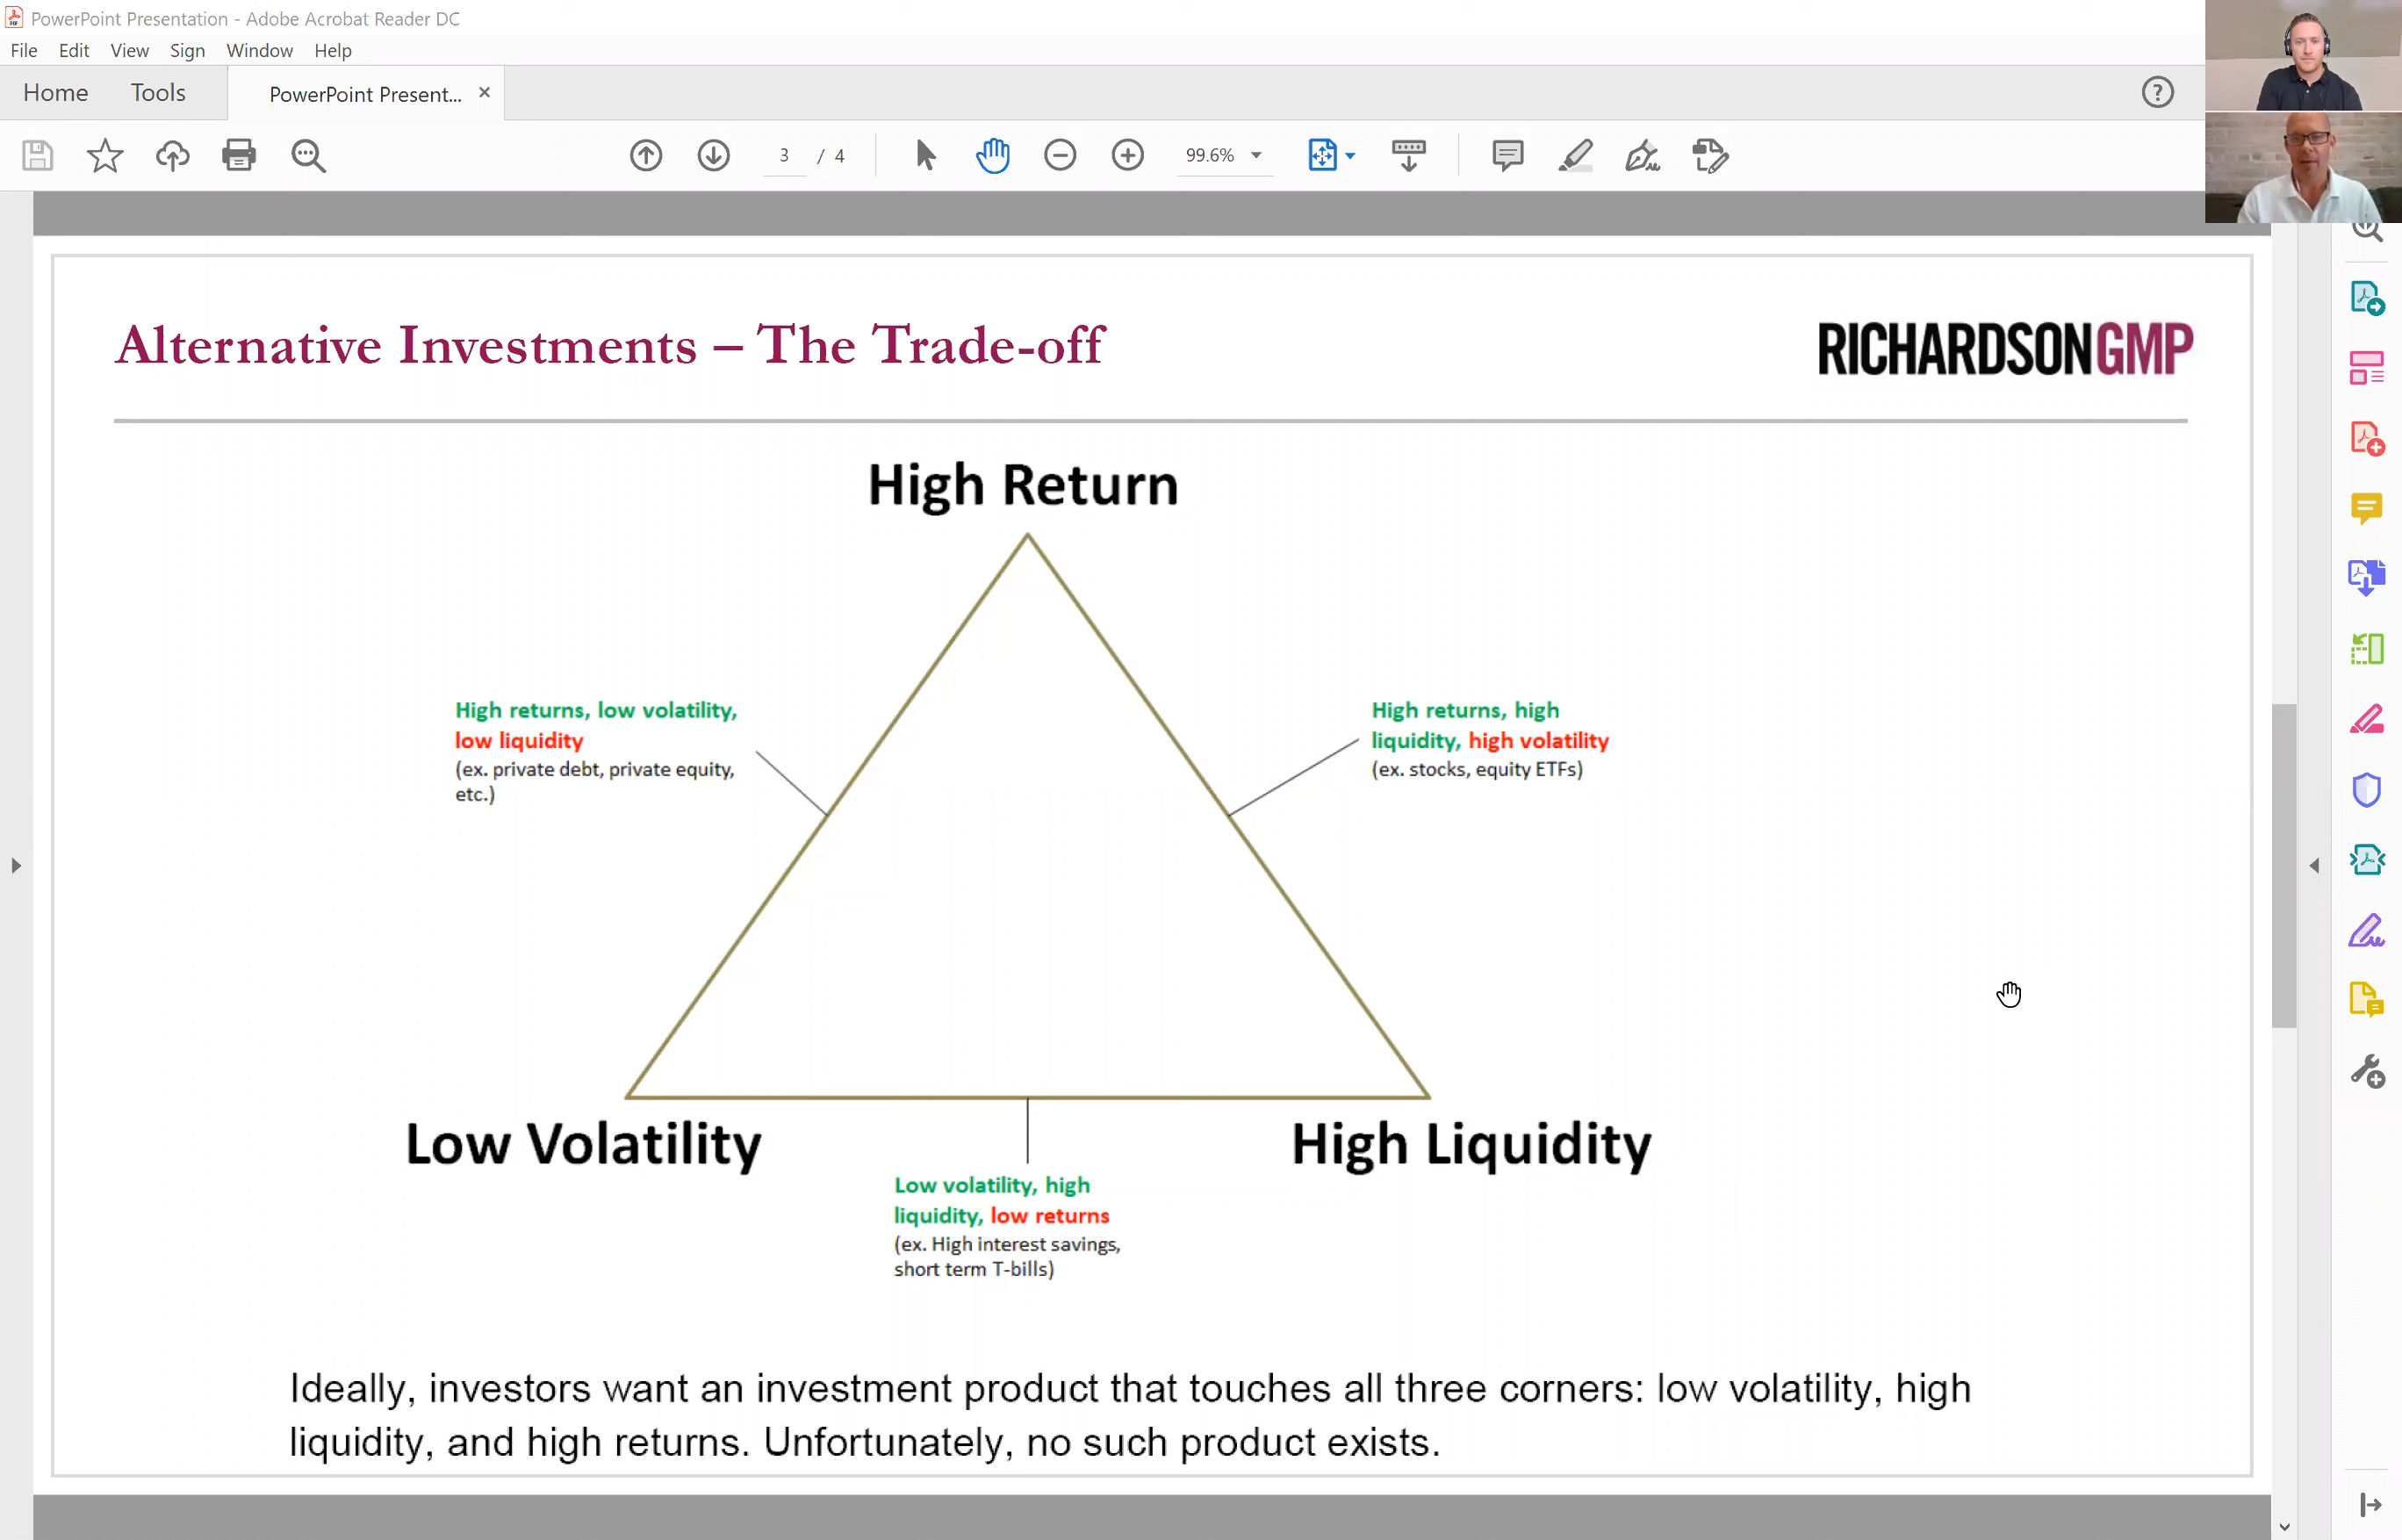 PowerPoint Presentation - Adobe Acrobat Reader DC
File Edit View Sign Window Help
Home Tools PowerPoint Present... ×
3 / 4 99.6%
Alternative Investments – The Trade-off
RICHARDSONGMP
High Return
High returns, low volatility,
low liquidity
(ex. private debt, private equity,
etc.)
High returns, high
liquidity, high volatility
(ex. stocks, equity ETFs)
Low Volatility
High Liquidity
Low volatility, high
liquidity, low returns
(ex. High interest savings,
short term T-bills)
Ideally, investors want an investment product that touches all three corners: low volatility, high
liquidity, and high returns. Unfortunately, no such product exists.